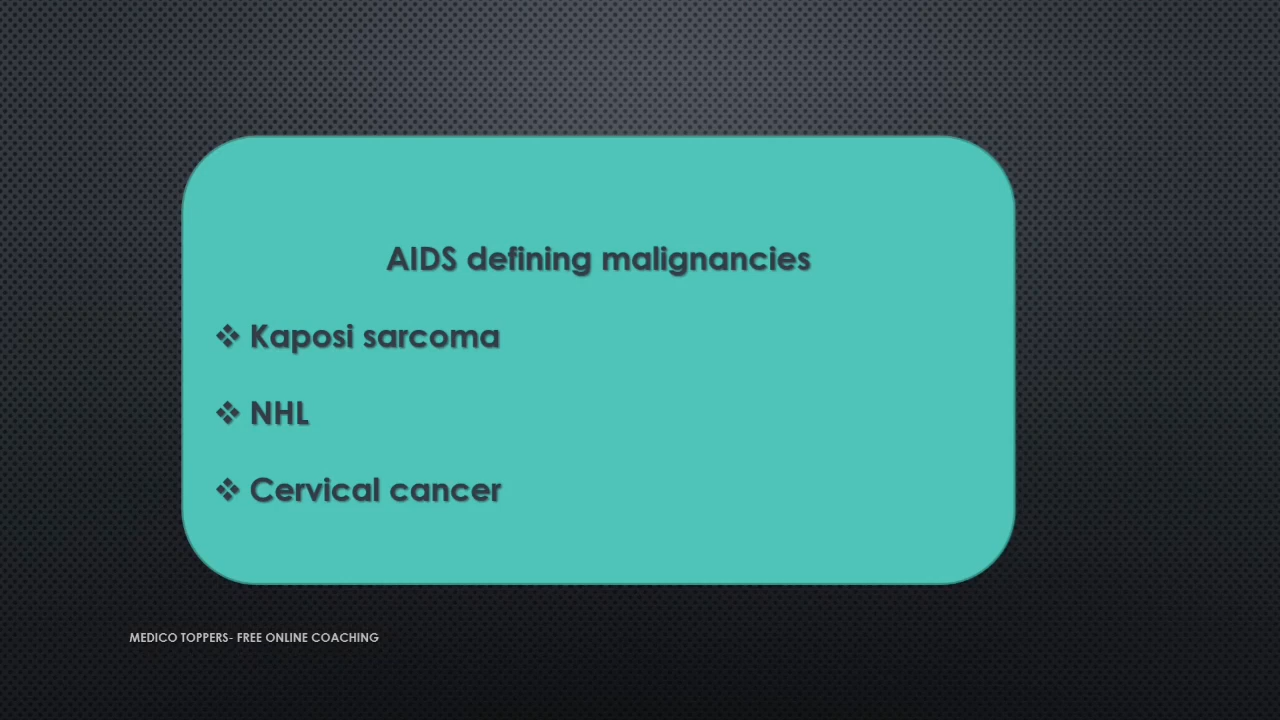 AIDS defining malignancies
❖ Kaposi sarcoma
❖ NHL
❖ Cervical cancer
MEDICO TOPPERS- FREE ONLINE COACHING